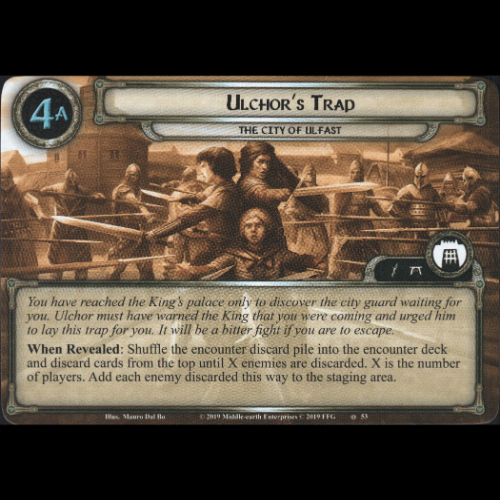 4A
ULCHOR'S TRAP
THE CITY OF ULFAST
You have reached the King's palace only to discover the city guard waiting for
you. Ulchor must have warned the King that you were coming and urged him
to lay this trap for you. It will be a bitter fight if you are to escape.
When Revealed: Shuffle the encounter discard pile into the encounter deck
and discard cards from the top until X enemies are discarded. X is the number
of players. Add each enemy discarded this way to the staging area.
Illus. Mauro Dal Bo © 2019 Middle-earth Enterprises © 2019 FFG 53